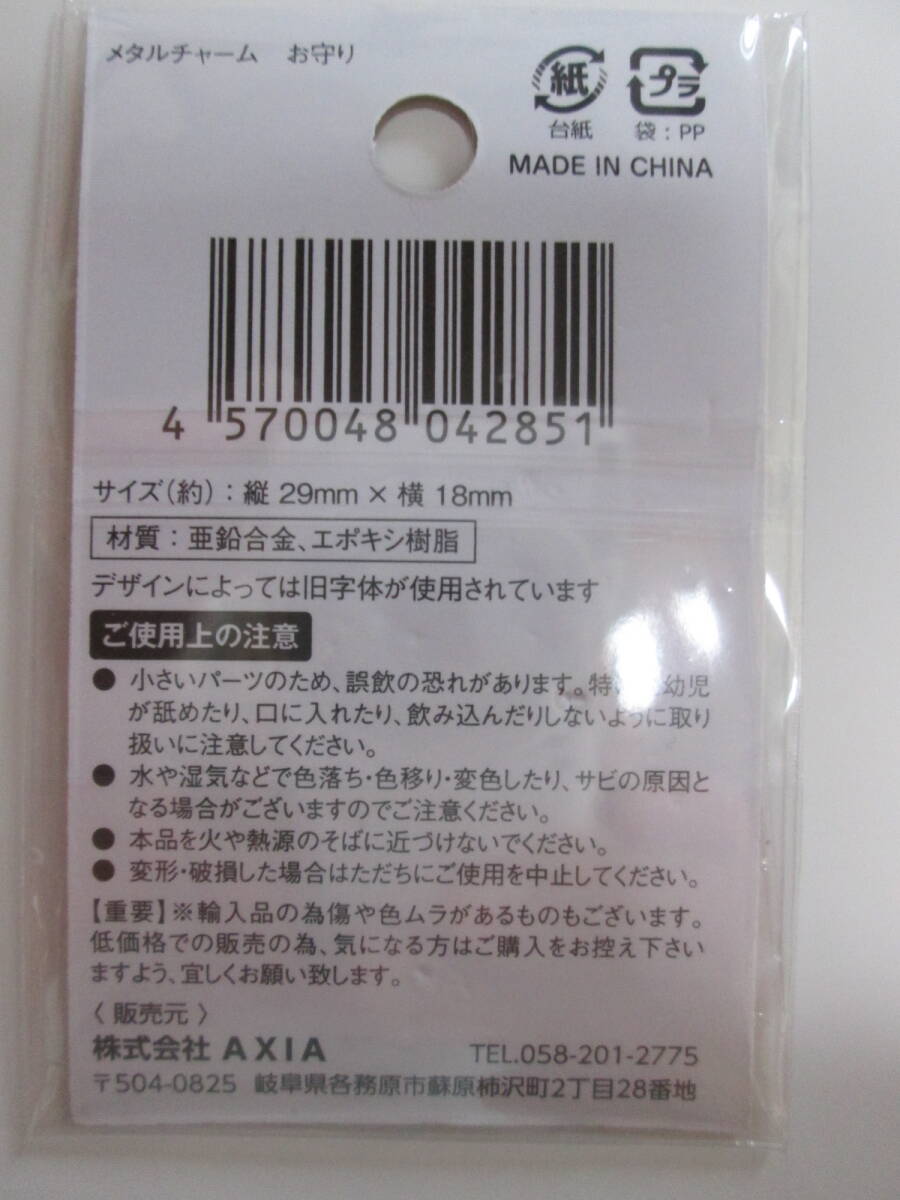 メタルチャーム お守り
紙 プラ
台紙 袋：PP
MADE IN CHINA
4 570048 042851
サイズ（約）：縦 29mm × 横 18mm
材質：亜鉛合金、エポキシ樹脂
デザインによっては旧字体が使用されています
ご使用上の注意
● 小さいパーツのため、誤飲の恐れがあります。特 幼児
が舐めたり、口に入れたり、飲み込んだりしないように取り
扱いに注意してください。
● 水や湿気などで色落ち・色移り・変色したり、サビの原因と
なる場合がございますのでご注意ください。
● 本品を火や熱源のそばに近づけないでください。
● 変形・破損した場合はただちにご使用を中止してください。
【重要】※輸入品の為傷や色ムラがあるものもございます。
低価格での販売の為、気になる方はご購入をお控え下さい
ますよう、宜しくお願い致します。
〈 販売元 〉
株式会社 AXIA TEL.058-201-2775
〒504-0825 岐阜県各務原市蘇原柿沢町2丁目28番地